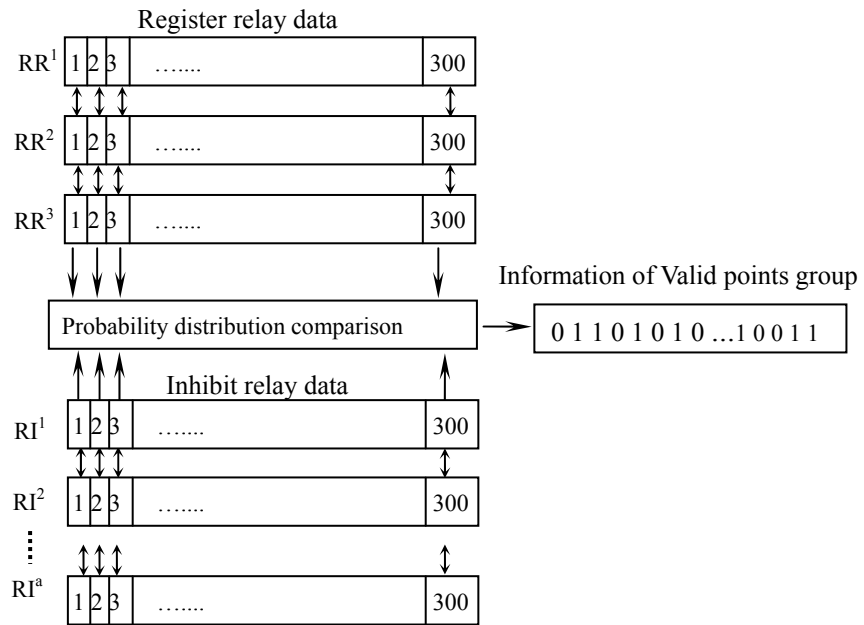 Register relay data
RR¹ 1 2 3 ….... 300
RR² 1 2 3 ….... 300
RR³ 1 2 3 ….... 300
Information of Valid points group
Probability distribution comparison
0 1 1 0 1 0 1 0 ...1 0 0 1 1
Inhibit relay data
RI¹ 1 2 3 ….... 300
RI² 1 2 3 ….... 300
RIᵃ 1 2 3 ….... 300